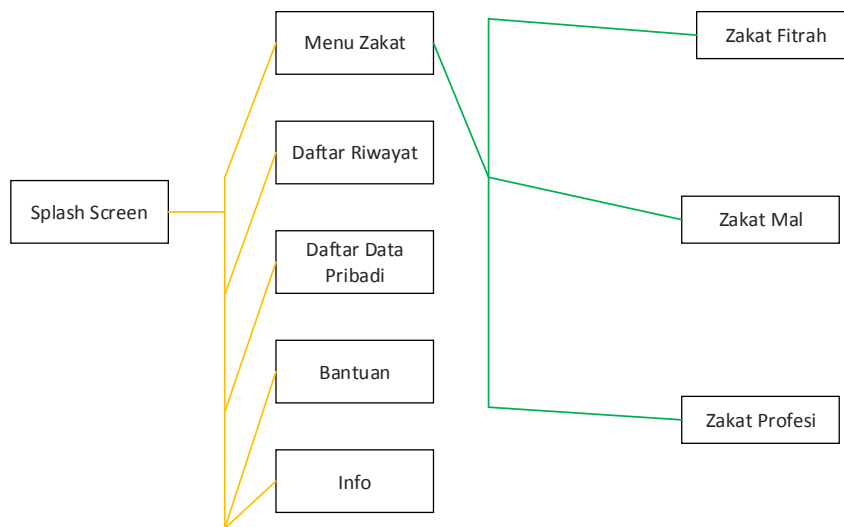 Splash Screen
Menu Zakat
Daftar Riwayat
Daftar Data
Pribadi
Bantuan
Info
Zakat Fitrah
Zakat Mal
Zakat Profesi